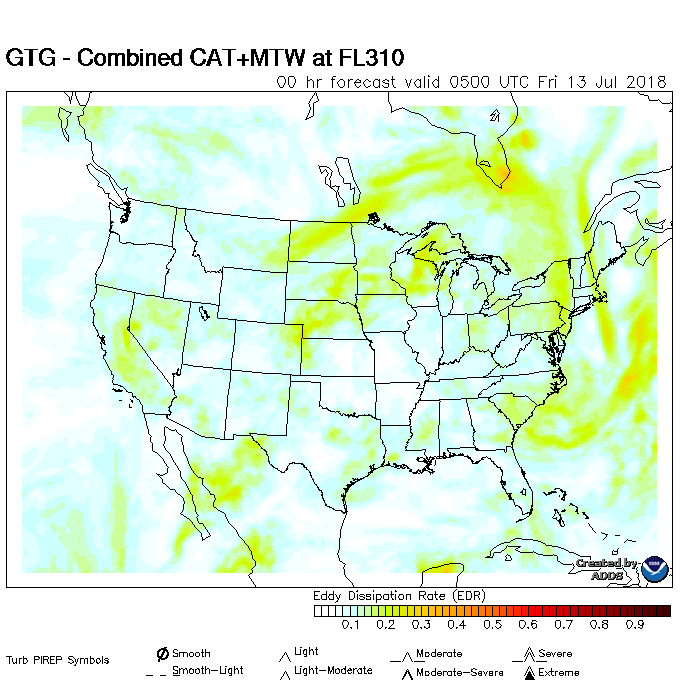 GTG - Combined CAT+MTW at FL310
00 hr forecast valid 0500 UTC Fri 13 Jul 2018
Created by
ADDS
Eddy Dissipation Rate (EDR)
0.1 0.2 0.3 0.4 0.5 0.6 0.7 0.8 0.9
Turb PIREP Symbols
Smooth Light Moderate Severe
Smooth-Light Light-Moderate Moderate-Severe Extreme